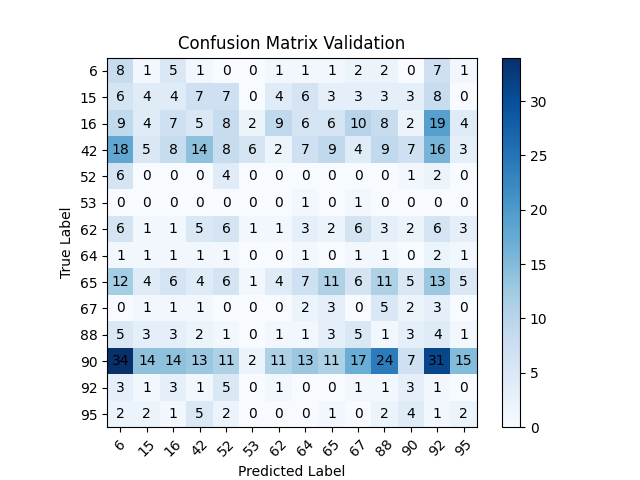 Confusion Matrix Validation
True Label
6 8 1 5 1 0 0 1 1 1 2 2 0 7 1
15 6 4 4 7 7 0 4 6 3 3 3 3 8 0
16 9 4 7 5 8 2 9 6 6 10 8 2 19 4
42 18 5 8 14 8 6 2 7 9 4 9 7 16 3
52 6 0 0 0 4 0 0 0 0 0 0 1 2 0
53 0 0 0 0 0 0 0 1 0 1 0 0 0 0
62 6 1 1 5 6 1 1 3 2 6 3 2 6 3
64 1 1 1 1 1 0 0 1 0 1 1 0 2 1
65 12 4 6 4 6 1 4 7 11 6 11 5 13 5
67 0 1 1 1 0 0 0 2 3 0 5 2 3 0
88 5 3 3 2 1 0 1 1 3 5 1 3 4 1
90 34 14 14 13 11 2 11 13 11 17 24 7 31 15
92 3 1 3 1 5 0 1 0 0 1 1 3 1 0
95 2 2 1 5 2 0 0 0 1 0 2 4 1 2
6 15 16 42 52 53 62 64 65 67 88 90 92 95
Predicted Label
30
25
20
15
10
5
0